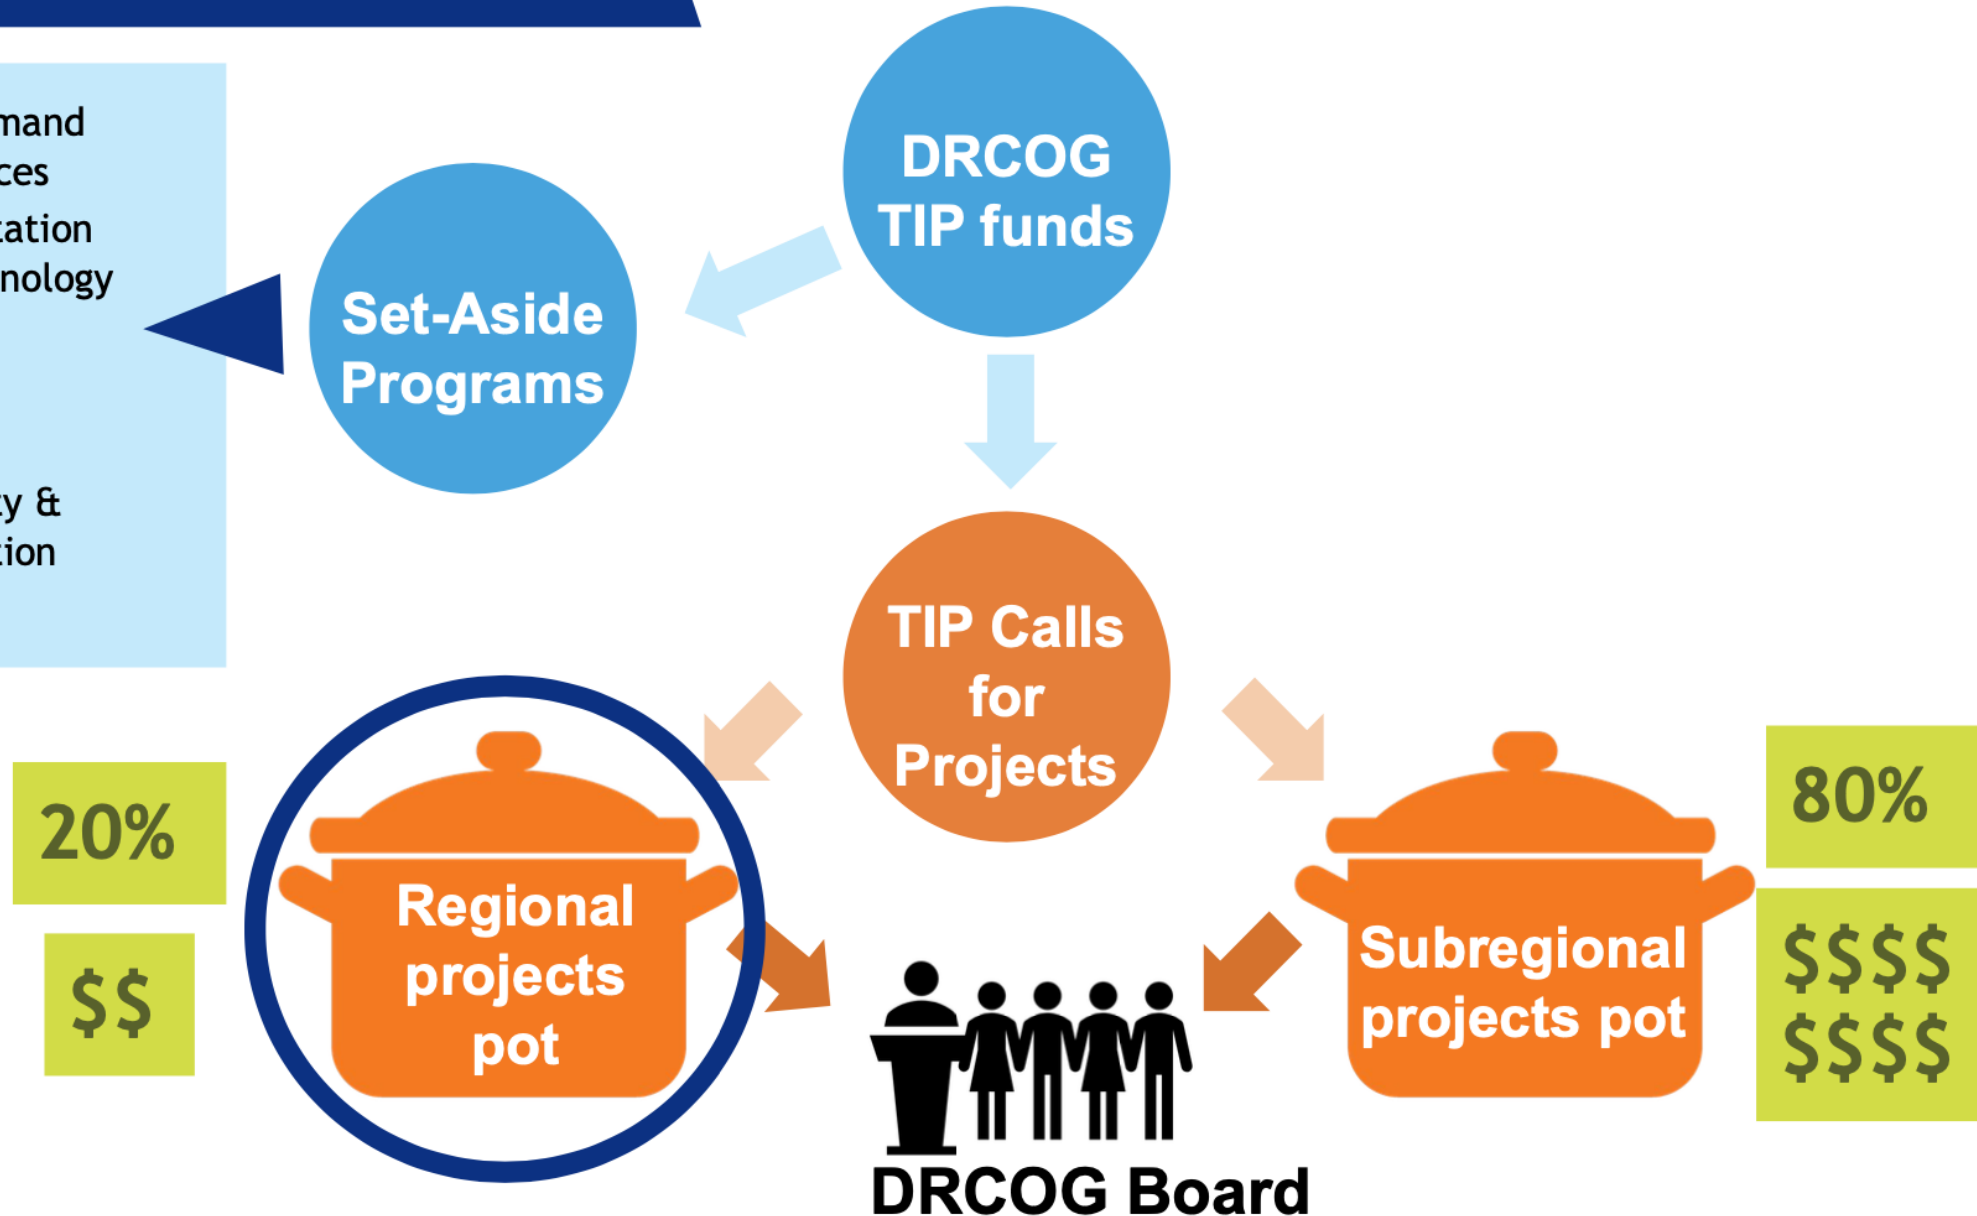 DRCOG
TIP funds
Set-Aside
Programs
mand
ces
tation
nology
ty &
tion
TIP Calls
for
Projects
20%
$$
Regional
projects
pot
80%
$$$$
$$$$
Subregional
projects pot
DRCOG Board